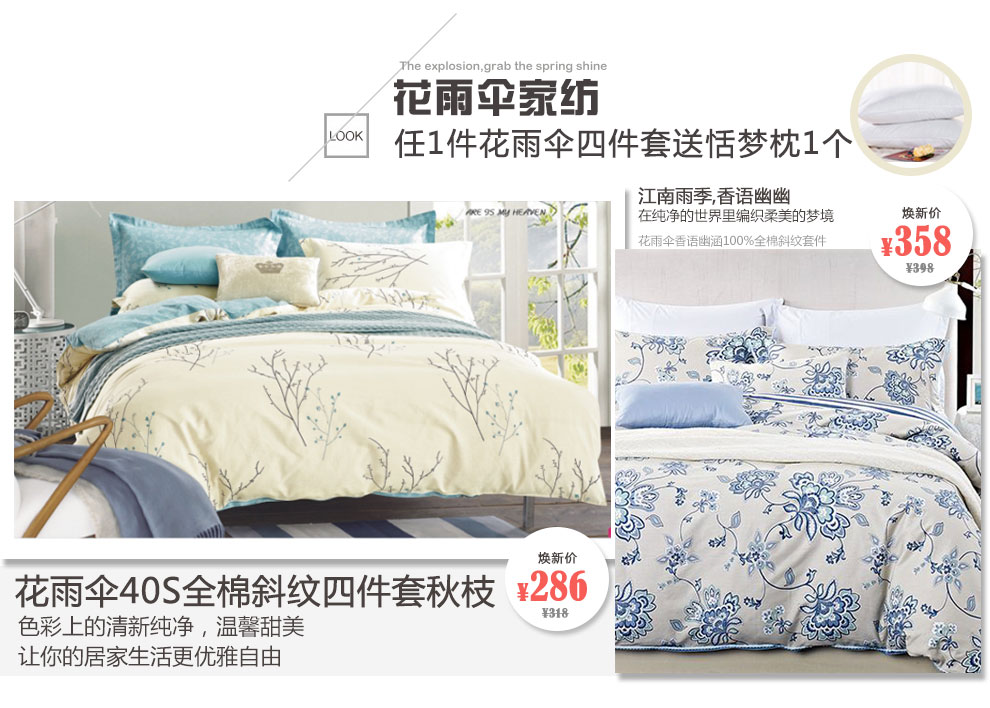 The explosion,grab the spring shine
花雨伞家纺
LOOK
任1件花雨伞四件套送恬梦枕1个
江南雨季,香语幽幽
在纯净的世界里编织柔美的梦境
花雨伞香语幽涵100%全棉斜纹套件
焕新价
¥358
¥398
ARE 9S MY HEAVEN
焕新价
¥286
¥318
花雨伞40S全棉斜纹四件套秋枝
色彩上的清新纯净，温馨甜美
让你的居家生活更优雅自由